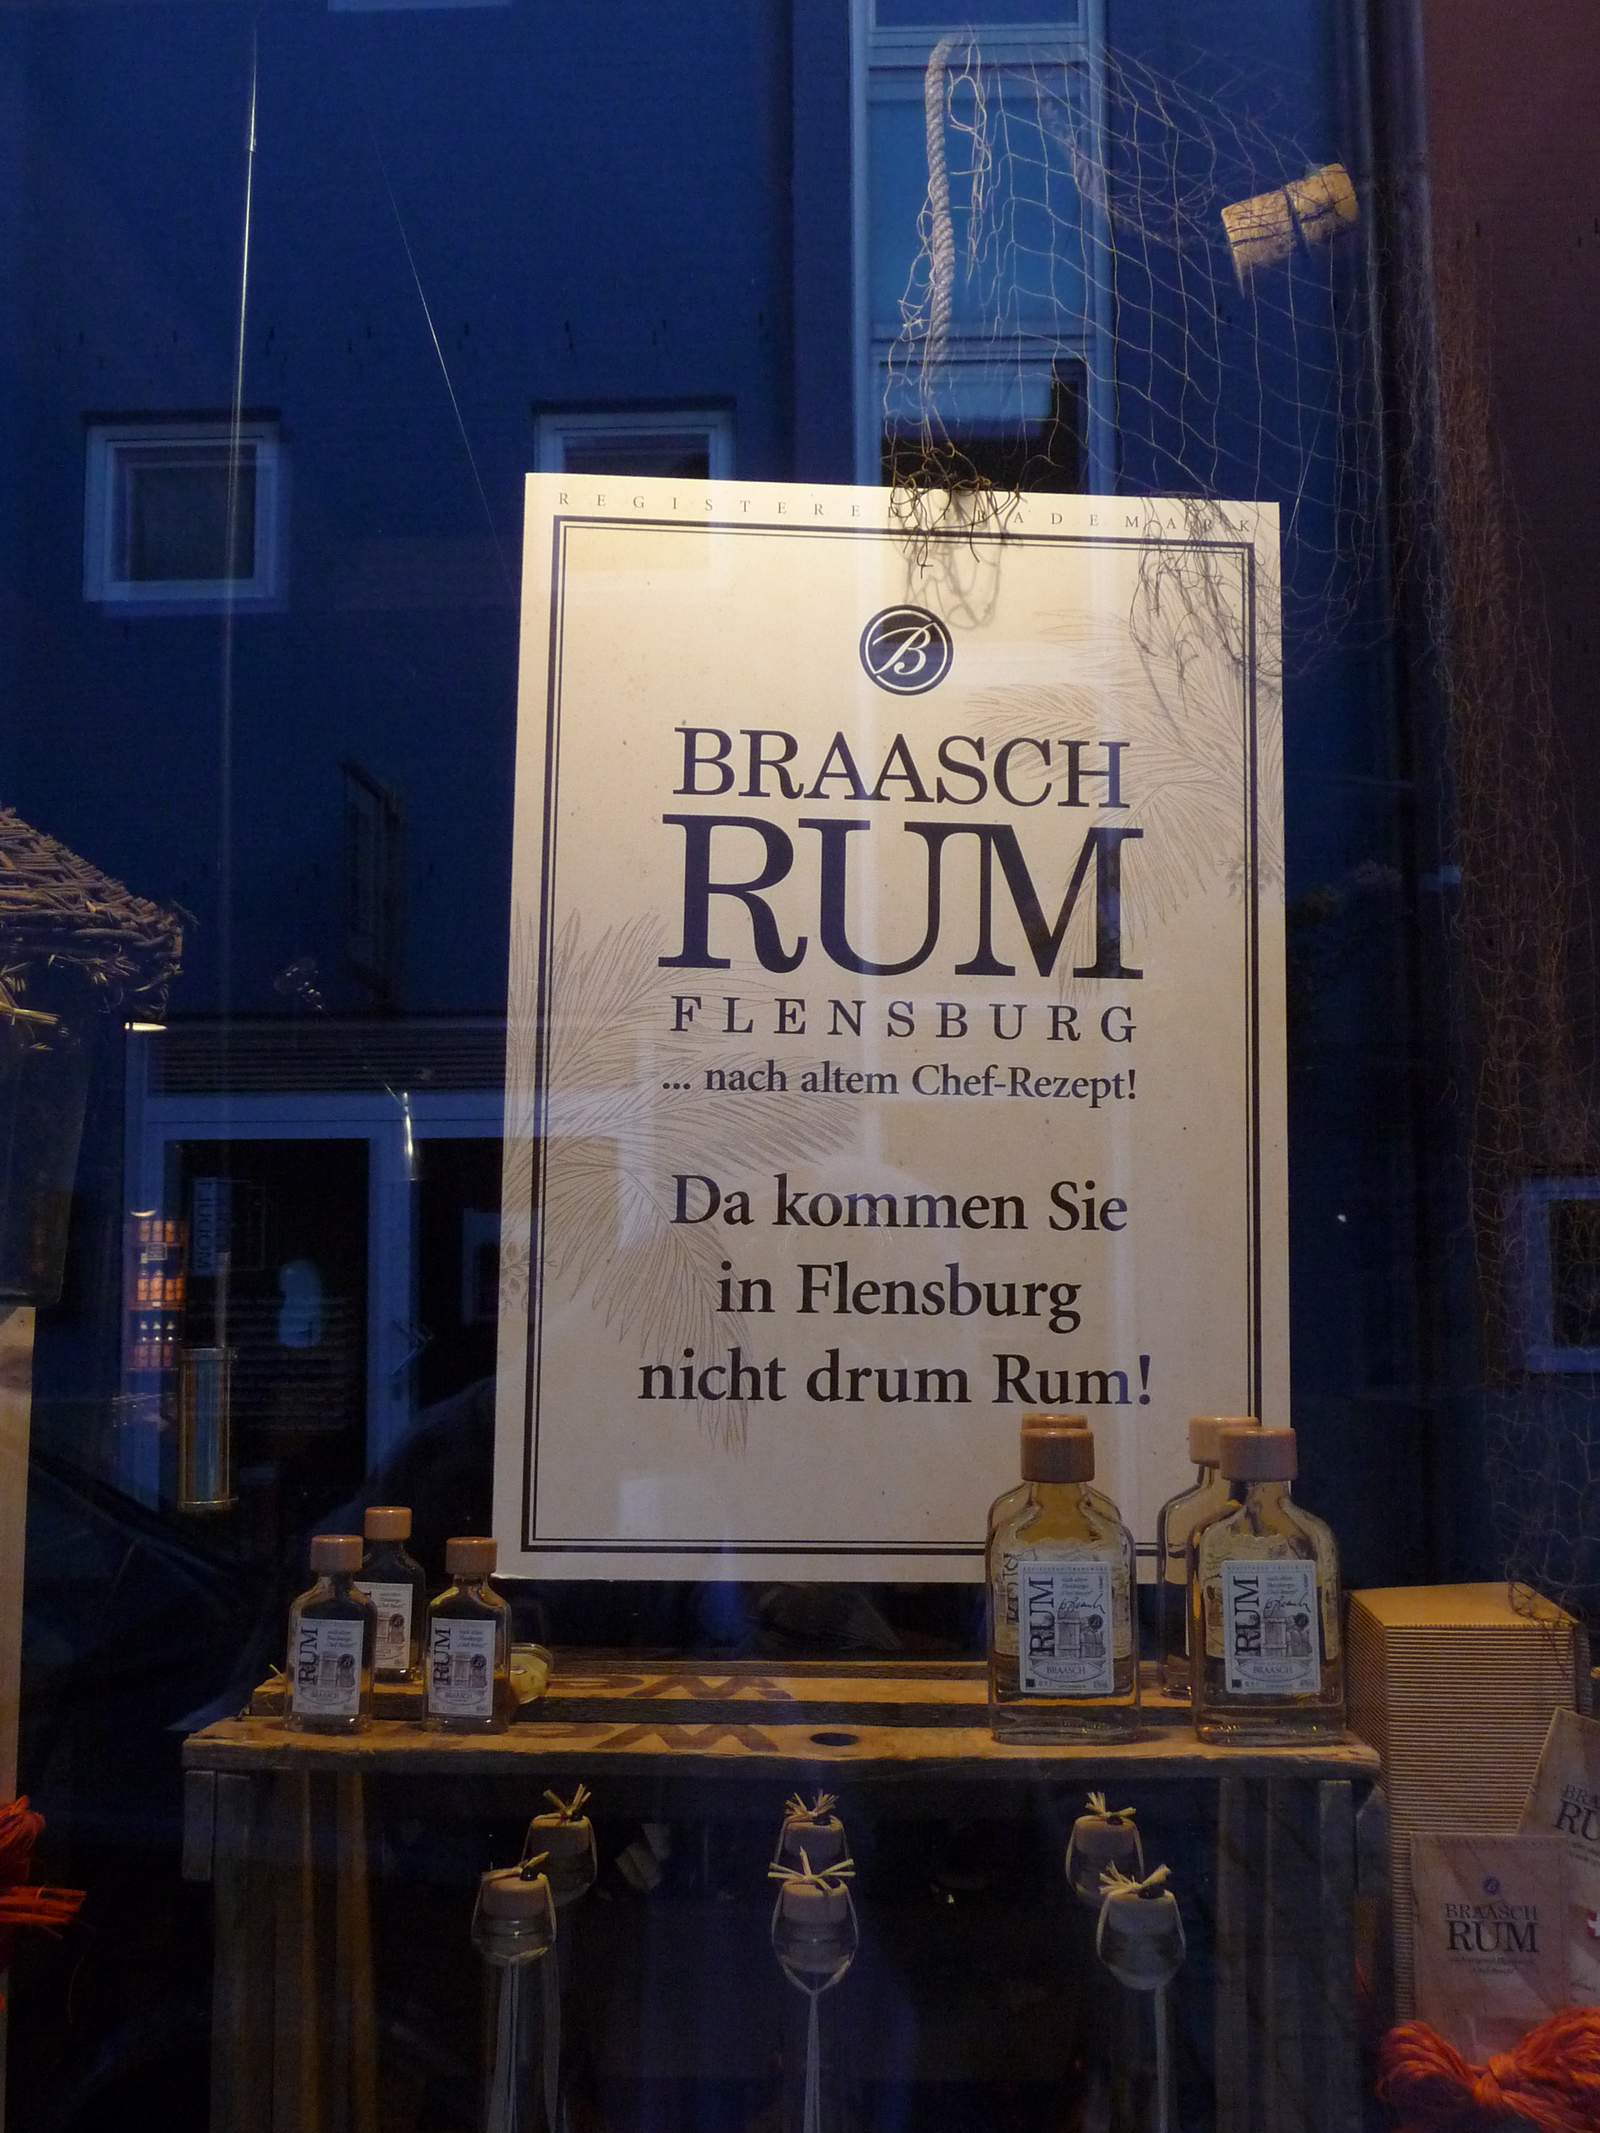 REGISTERED TRADEMARK
B
BRAASCH
RUM
FLENSBURG
... nach altem Chef-Rezept!
Da kommen Sie
in Flensburg
nicht drum Rum!
RUM
BRAASCH
RUM
BRAASCH
RUM
BRAASCH
RUM
BRAASCH
BRAASCH
RUM